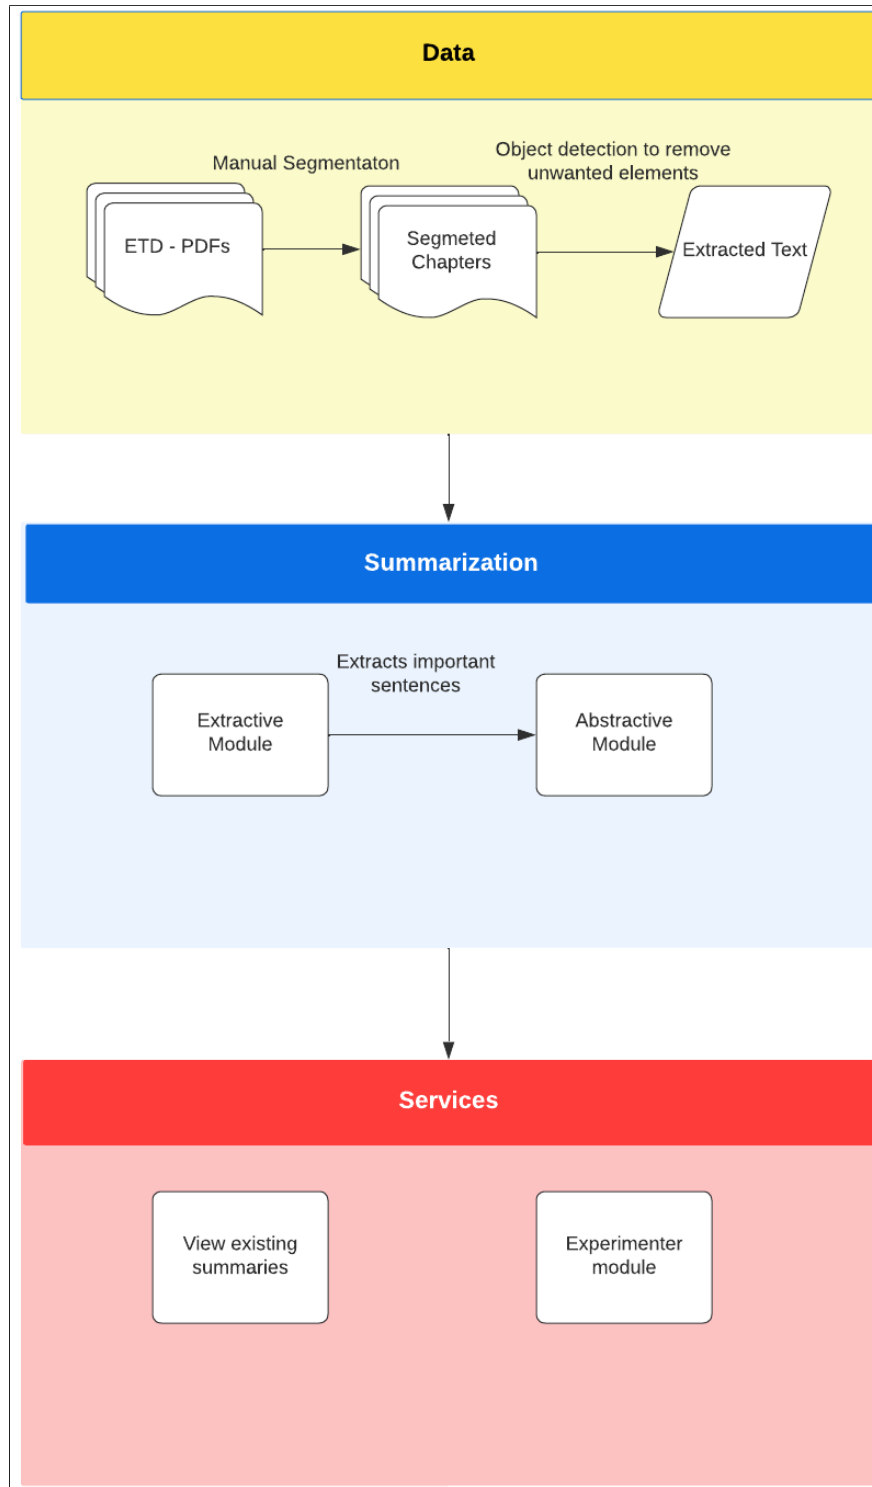 Data
Manual Segmentaton
Object detection to remove
unwanted elements
ETD - PDFs
Segmeted
Chapters
Extracted Text
Summarization
Extracts important
sentences
Extractive
Module
Abstractive
Module
Services
View existing
summaries
Experimenter
module